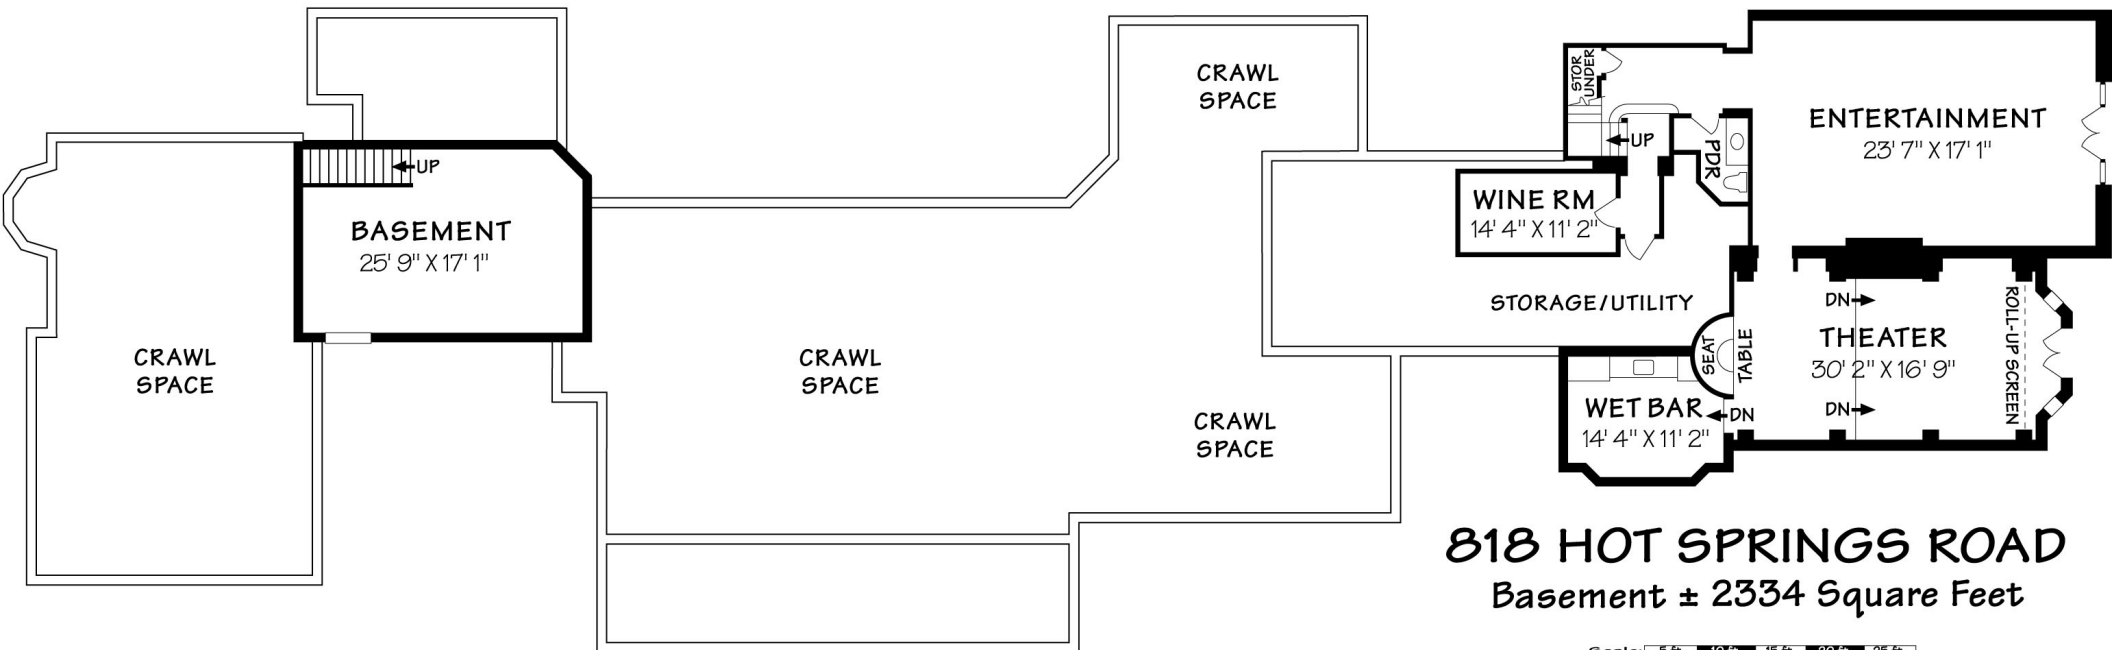 CRAWL
SPACE
UP
BASEMENT
25' 9" X 17' 1"
CRAWL
SPACE
CRAWL
SPACE
CRAWL
SPACE
STOR
UNDER
UP
PDR
ENTERTAINMENT
23' 7" X 17' 1"
WINE RM
14' 4" X 11' 2"
STORAGE/UTILITY
DN
THEATER
30' 2" X 16' 9"
DN
ROLL-UP SCREEN
SEAT
TABLE
WET BAR
14' 4" X 11' 2"
DN
818 HOT SPRINGS ROAD
Basement ± 2334 Square Feet